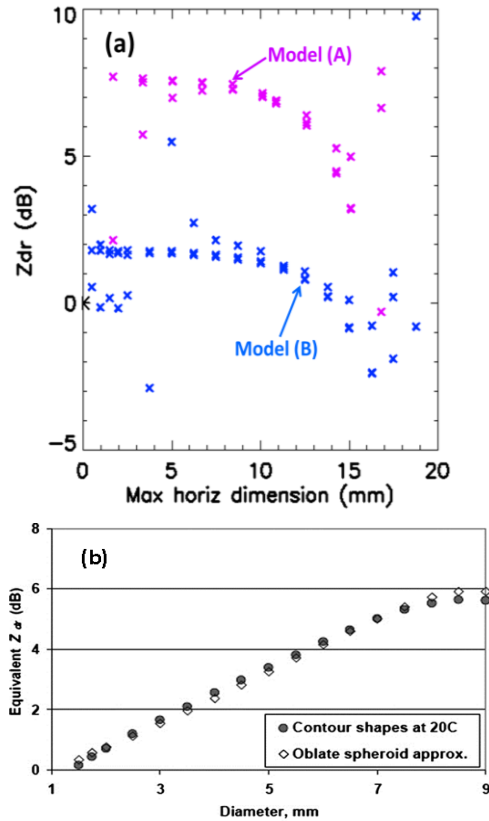 (a)
10
5
0
-5
Zdr (dB)
Model (A)
Model (B)
0 5 10 15 20
Max horiz dimension (mm)
(b)
8
6
4
2
0
Equivalent Z dr (dB)
Contour shapes at 20C
Oblate spheroid approx.
1 3 5 7 9
Diameter, mm